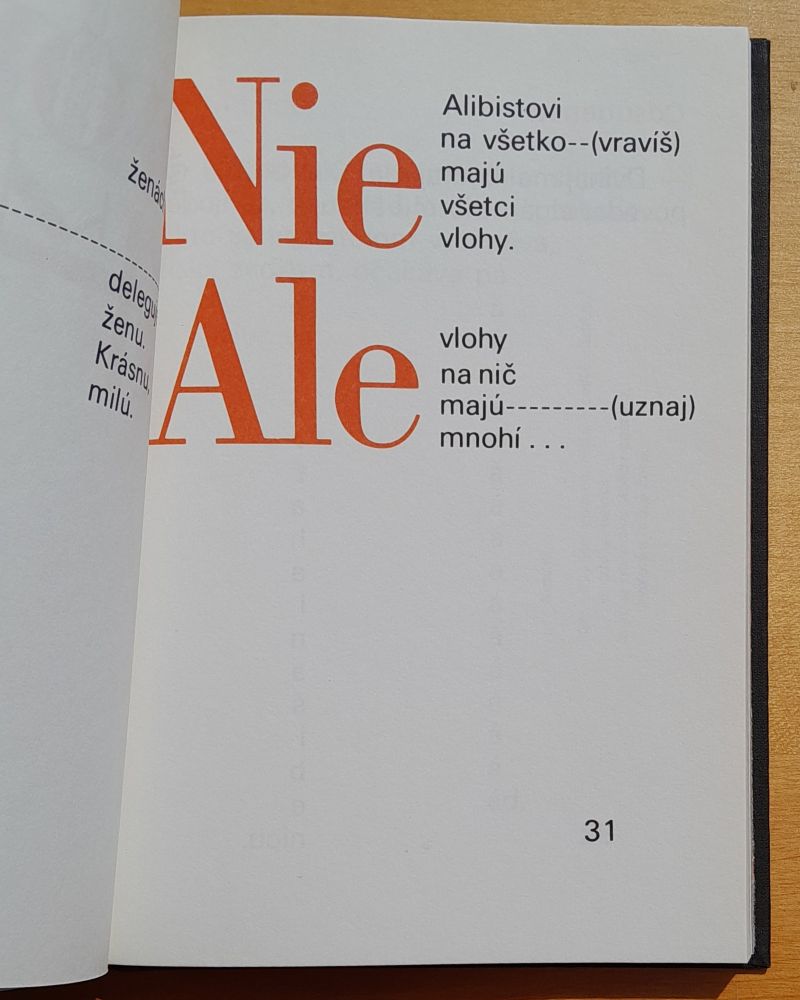 deleguj
ženu.
Krásnu,
milú.
Nie
Alibistovi
na všetko--(vravíš)
majú
všetci
vlohy.
Ale
vlohy
na nič
majú---------(uznaj)
mnohí . . .
31